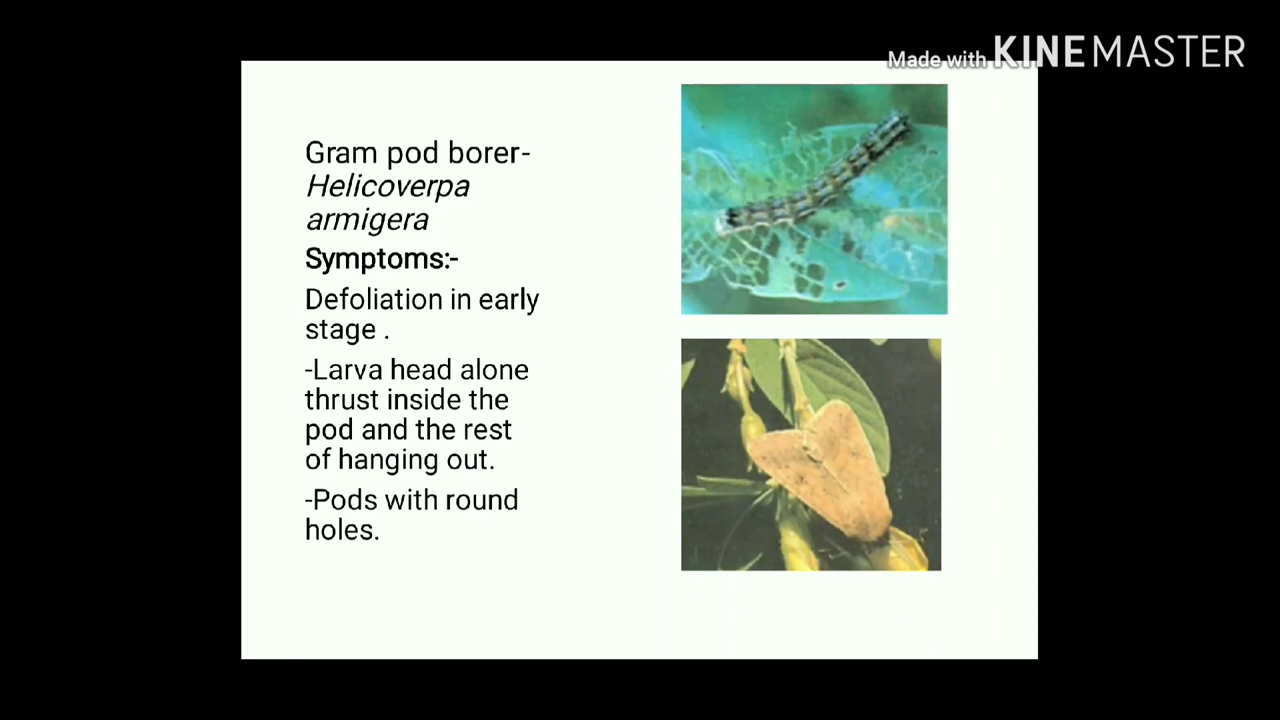 Made with KINEMASTER
Gram pod borer-
Helicoverpa
armigera
Symptoms:-
Defoliation in early
stage .
-Larva head alone
thrust inside the
pod and the rest
of hanging out.
-Pods with round
holes.